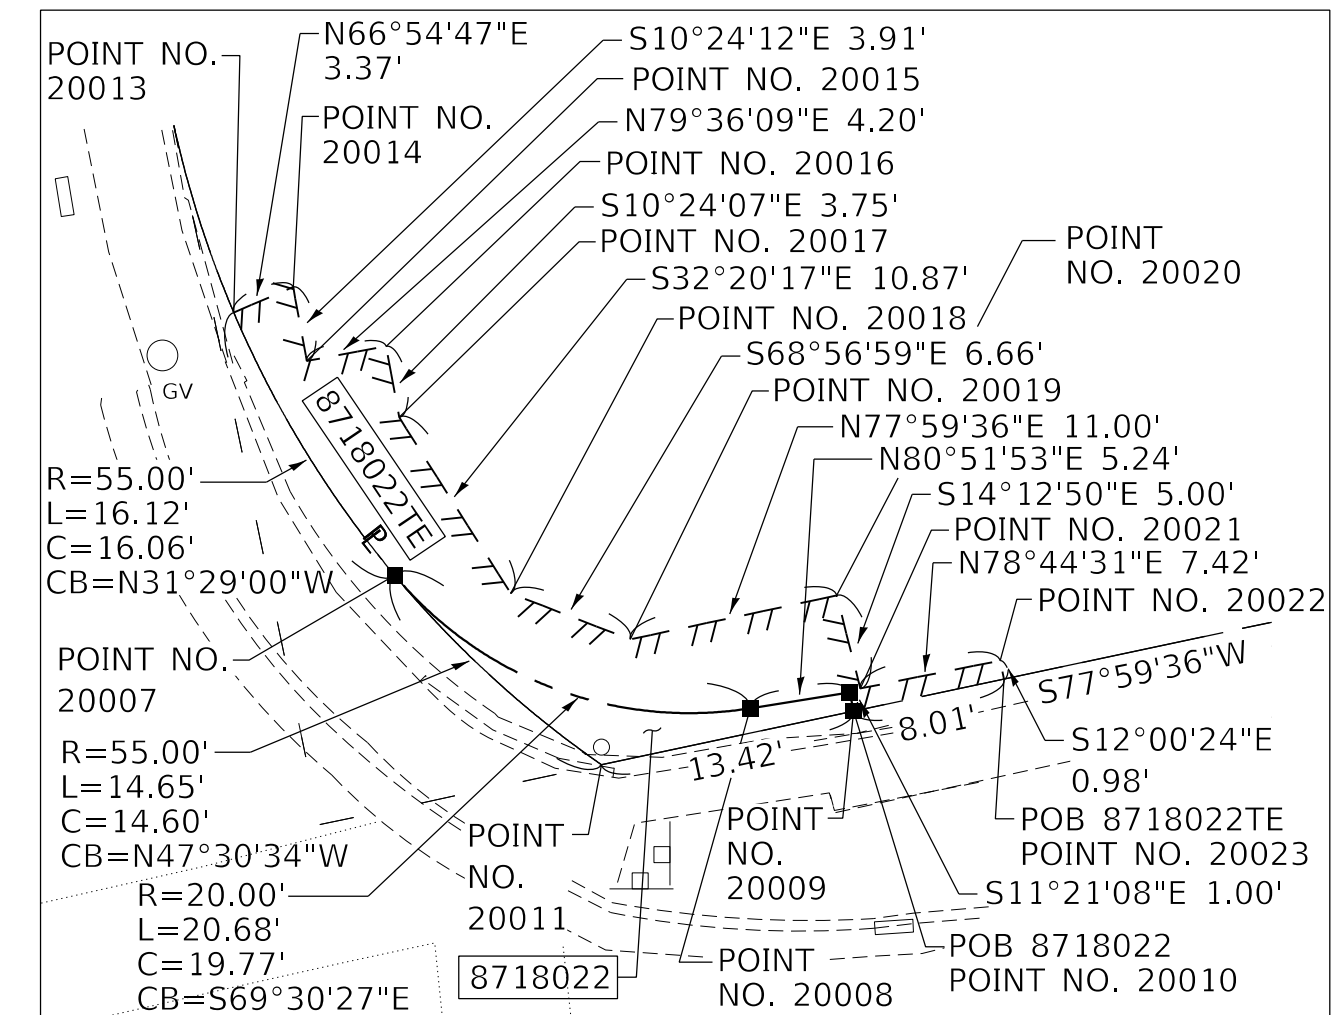 POINT NO.
20013
N66°54'47"E
3.37'
POINT NO.
20014
S10°24'12"E 3.91'
POINT NO. 20015
N79°36'09"E 4.20'
POINT NO. 20016
S10°24'07"E 3.75'
POINT NO. 20017
S32°20'17"E 10.87'
POINT NO. 20018
S68°56'59"E 6.66'
POINT NO. 20019
POINT
NO. 20020
N77°59'36"E 11.00'
N80°51'53"E 5.24'
S14°12'50"E 5.00'
POINT NO. 20021
N78°44'31"E 7.42'
POINT NO. 20022
S77°59'36"W
GV
8718022TE
P
R=55.00'
L=16.12'
C=16.06'
CB=N31°29'00"W
POINT NO.
20007
R=55.00'
L=14.65'
C=14.60'
CB=N47°30'34"W
R=20.00'
L=20.68'
C=19.77'
CB=S69°30'27"E
13.42'
8.01'
S12°00'24"E
0.98'
POINT
NO.
20011
POINT
NO.
20009
POB 8718022TE
POINT NO. 20023
S11°21'08"E 1.00'
8718022
POINT
NO. 20008
POB 8718022
POINT NO. 20010